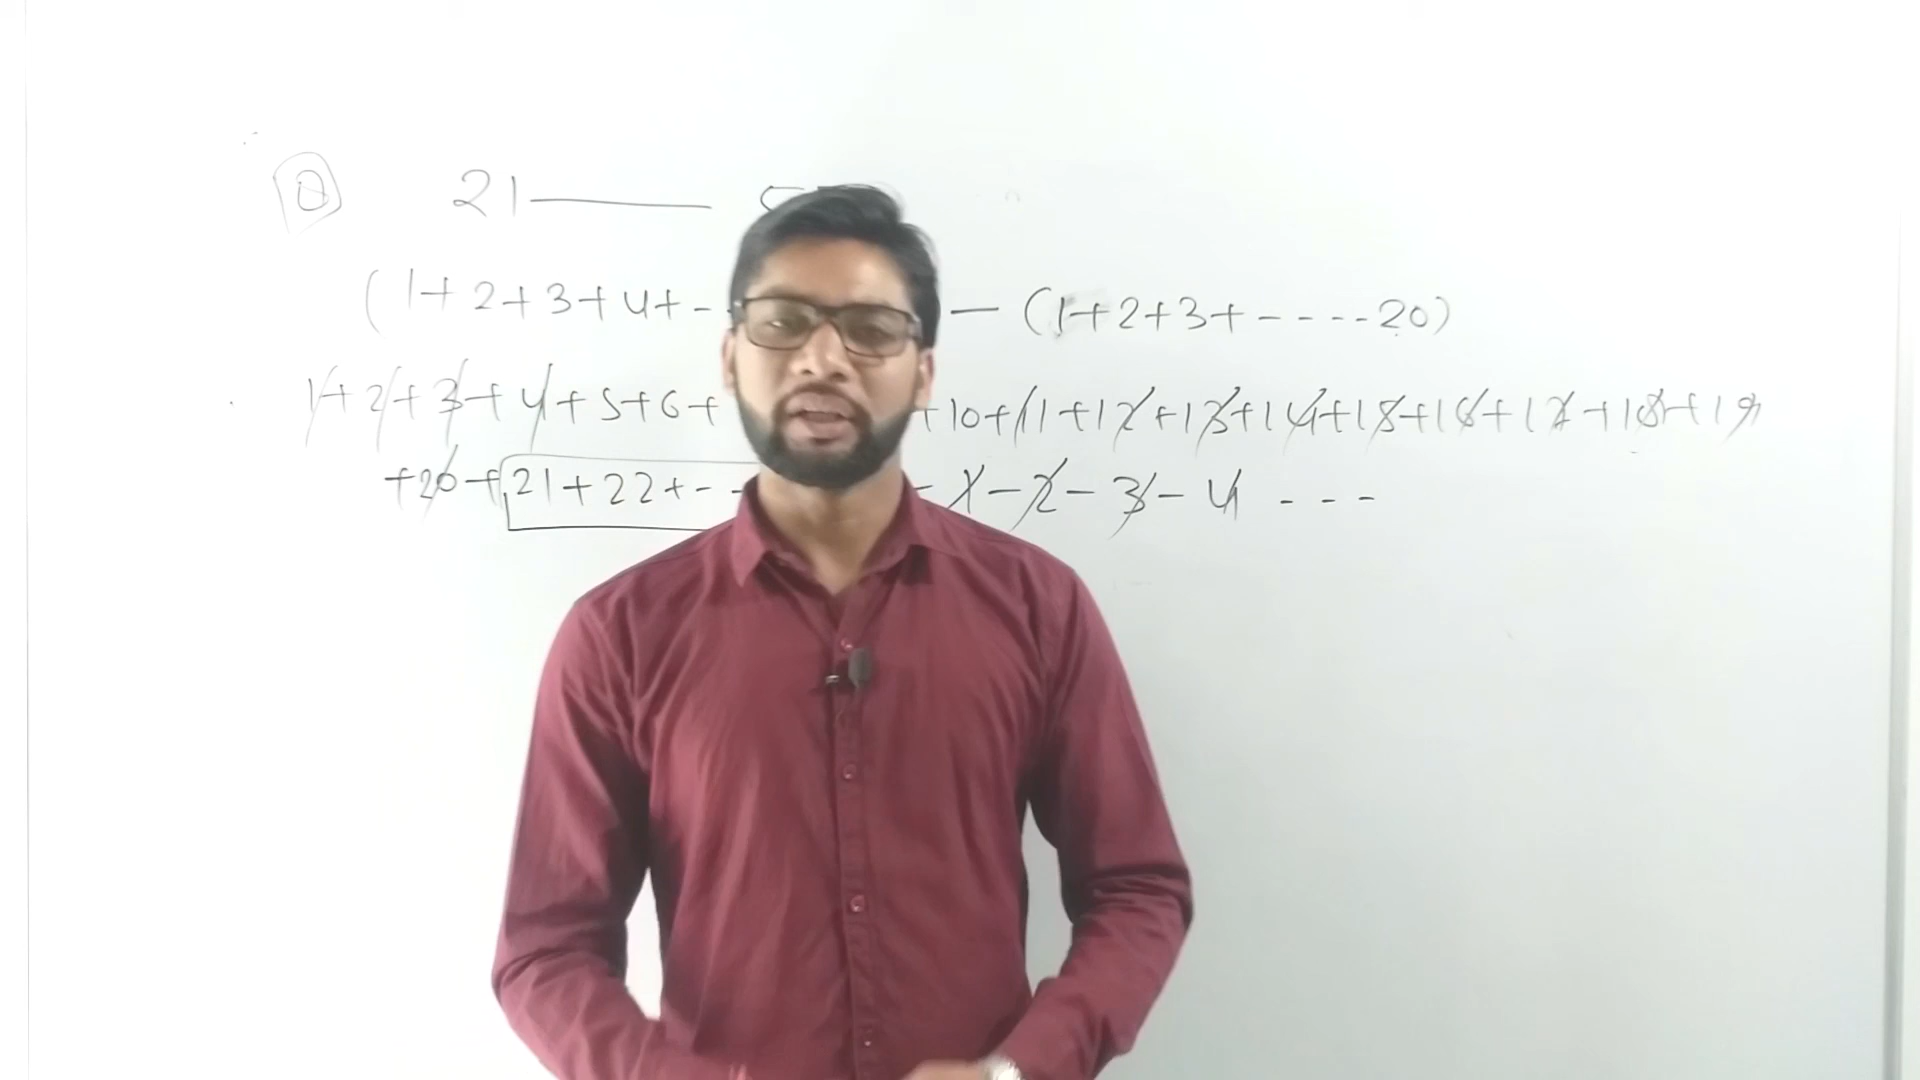 Q 21
(1+2+3+4+- — (1+2+3+----20)
1+2+3+4+5+6+ +10+11+12+13+14+15+16+17+18+19
+20+21+22+-- - 1-2-3-4 ---